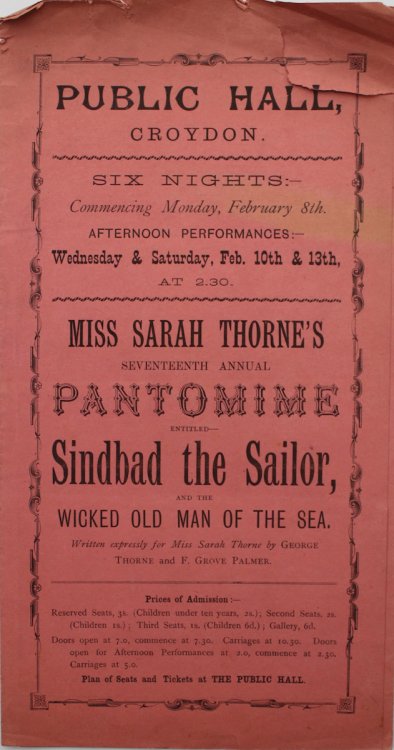 PUBLIC HALL,
CROYDON.
SIX NIGHTS:—
Commencing Monday, February 8th.
AFTERNOON PERFORMANCES:—
Wednesday & Saturday, Feb. 10th & 13th,
AT 2.30.
MISS SARAH THORNE'S
SEVENTEENTH ANNUAL
PANTOMIME
ENTITLED—
Sindbad the Sailor,
AND THE
WICKED OLD MAN OF THE SEA.
Written expressly for Miss Sarah Thorne by GEORGE
THORNE and F. GROVE PALMER.
Prices of Admission:—
Reserved Seats, 3s. (Children under ten years, 2s.); Second Seats, 2s.
(Children 1s.); Third Seats, 1s. (Children 6d.); Gallery, 6d.
Doors open at 7.0, commence at 7.30. Carriages at 10.30. Doors
open for Afternoon Performances at 2.0, commence at 2.30.
Carriages at 5.0.
Plan of Seats and Tickets at THE PUBLIC HALL.